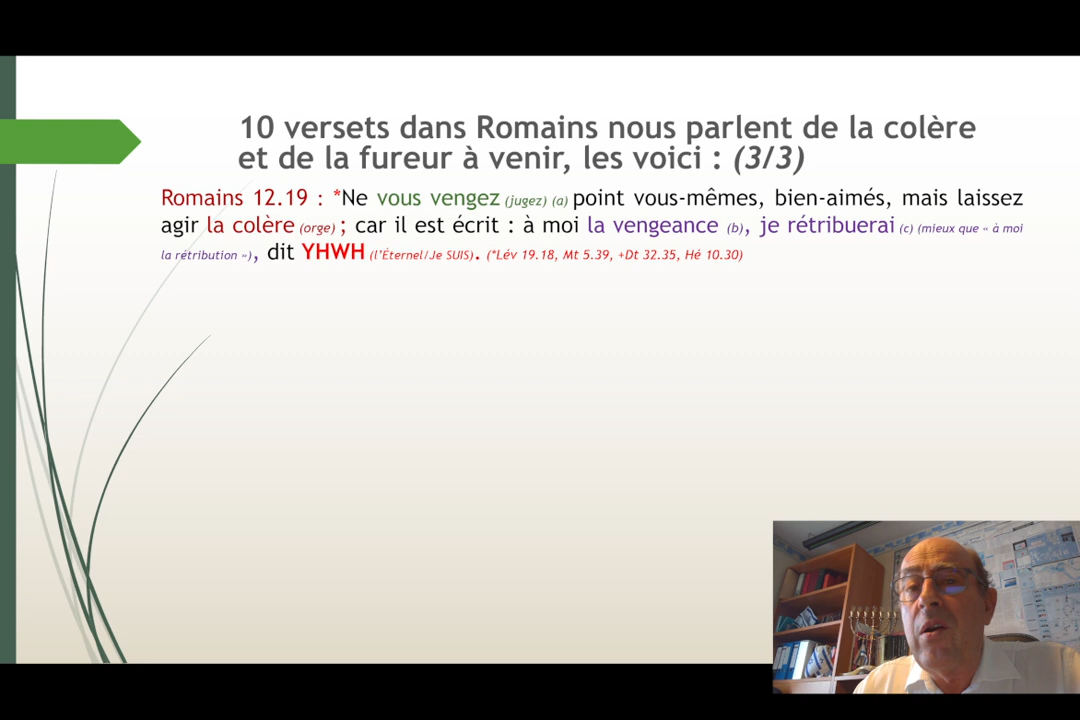 10 versets dans Romains nous parlent de la colère
et de la fureur à venir, les voici : (3/3)
Romains 12.19 : *Ne vous vengez (jugez) (a) point vous-mêmes, bien-aimés, mais laissez
agir la colère (orge) ; car il est écrit : à moi la vengeance (b), je rétribuerai (c) (mieux que « à moi
la rétribution »), dit YHWH (l’Éternel/Je SUIS). (*Lév 19.18, Mt 5.39, +Dt 32.35, Hé 10.30)